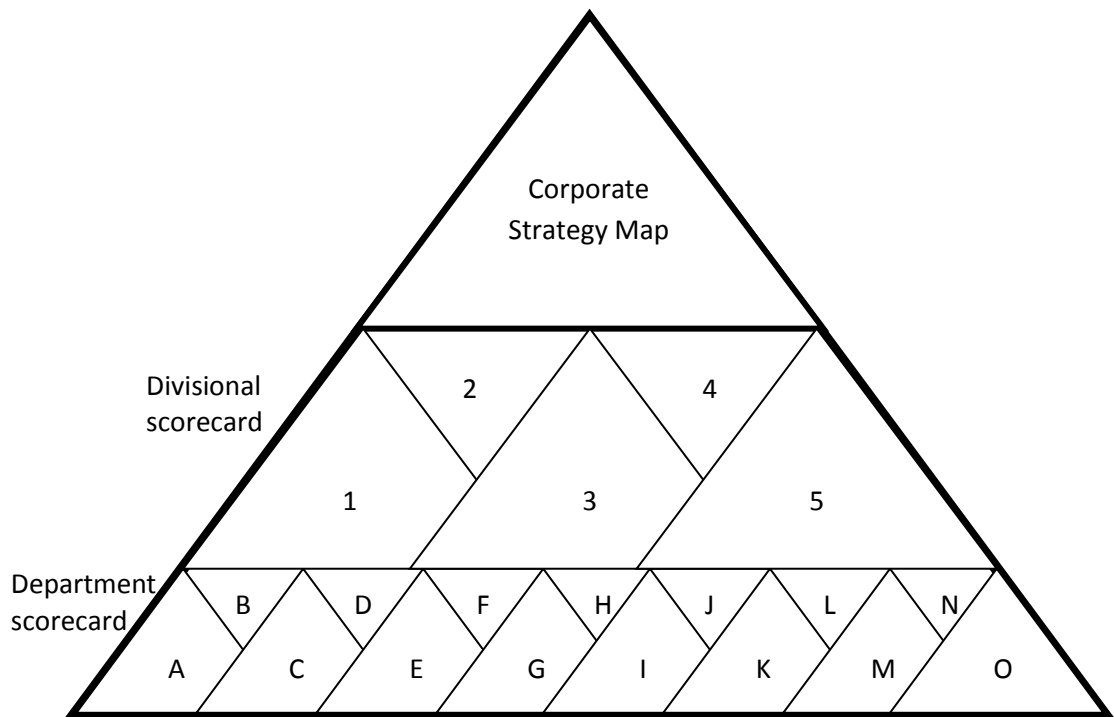 Corporate
Strategy Map
Divisional
scorecard
2
4
1
3
5
Department
scorecard
B
D
F
H
J
L
N
A
C
E
G
I
K
M
O